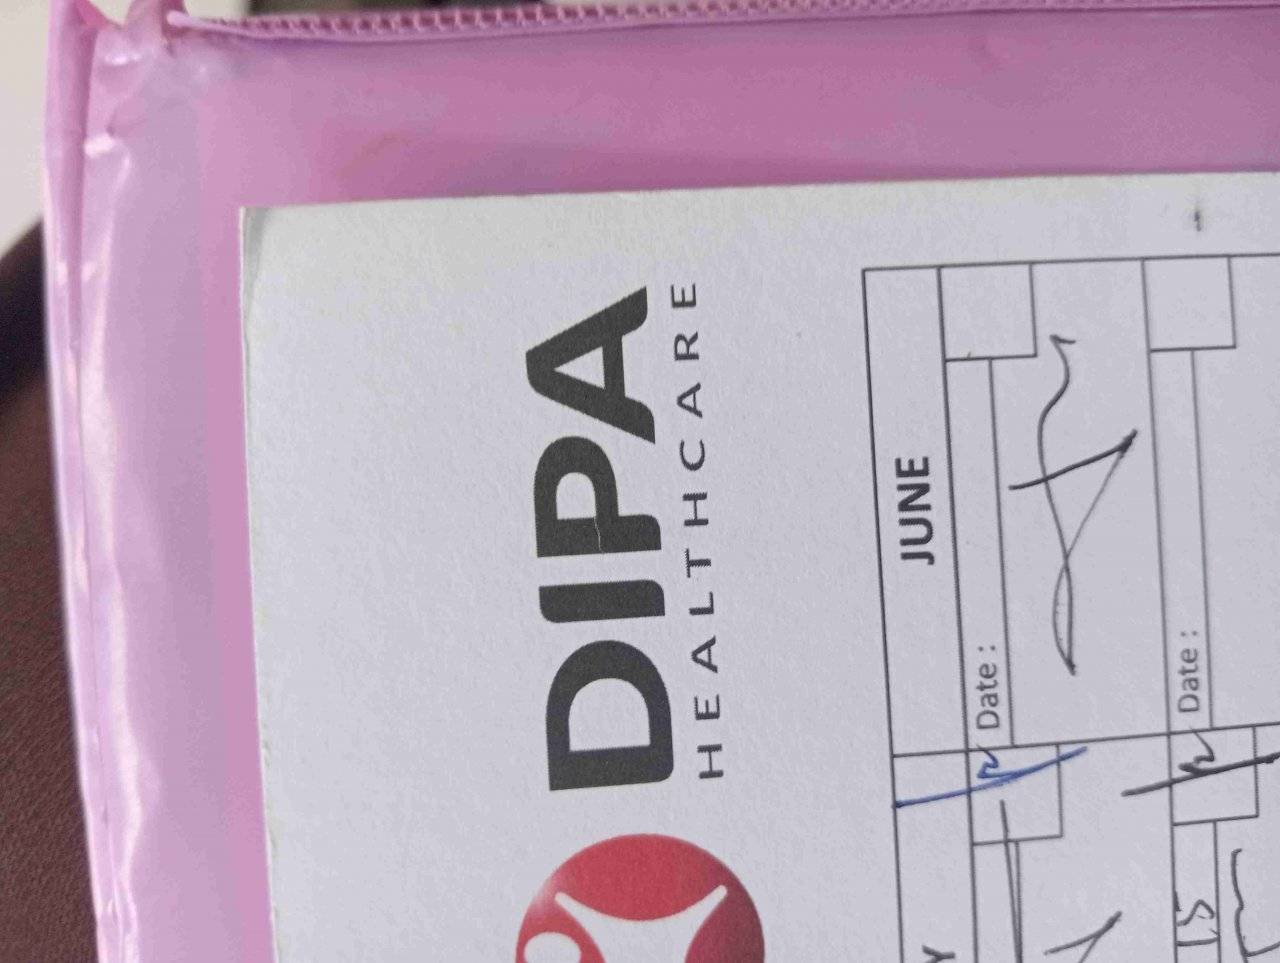 DIPA
HEALTHCARE
JUNE
Date :
Date :